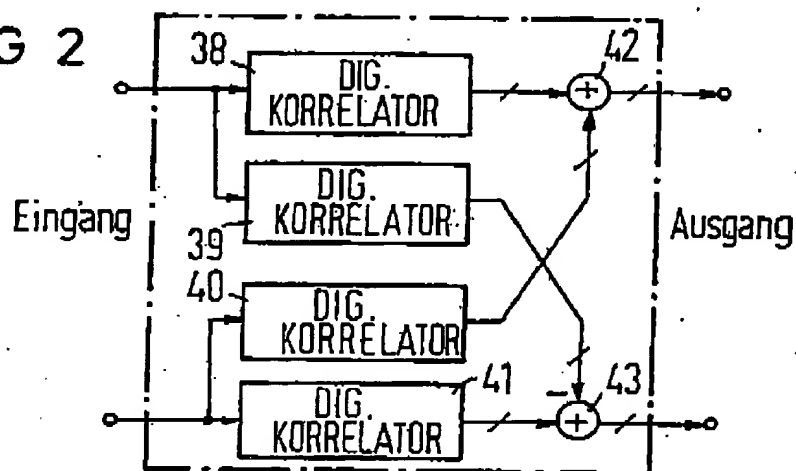 G 2
38
DIG.
KORRELATOR
42
+
Eingang
DIG.
KORRELATOR
39
Ausgang
40
DIG.
KORRELATOR
41
DIG.
KORRELATOR
−
43
+